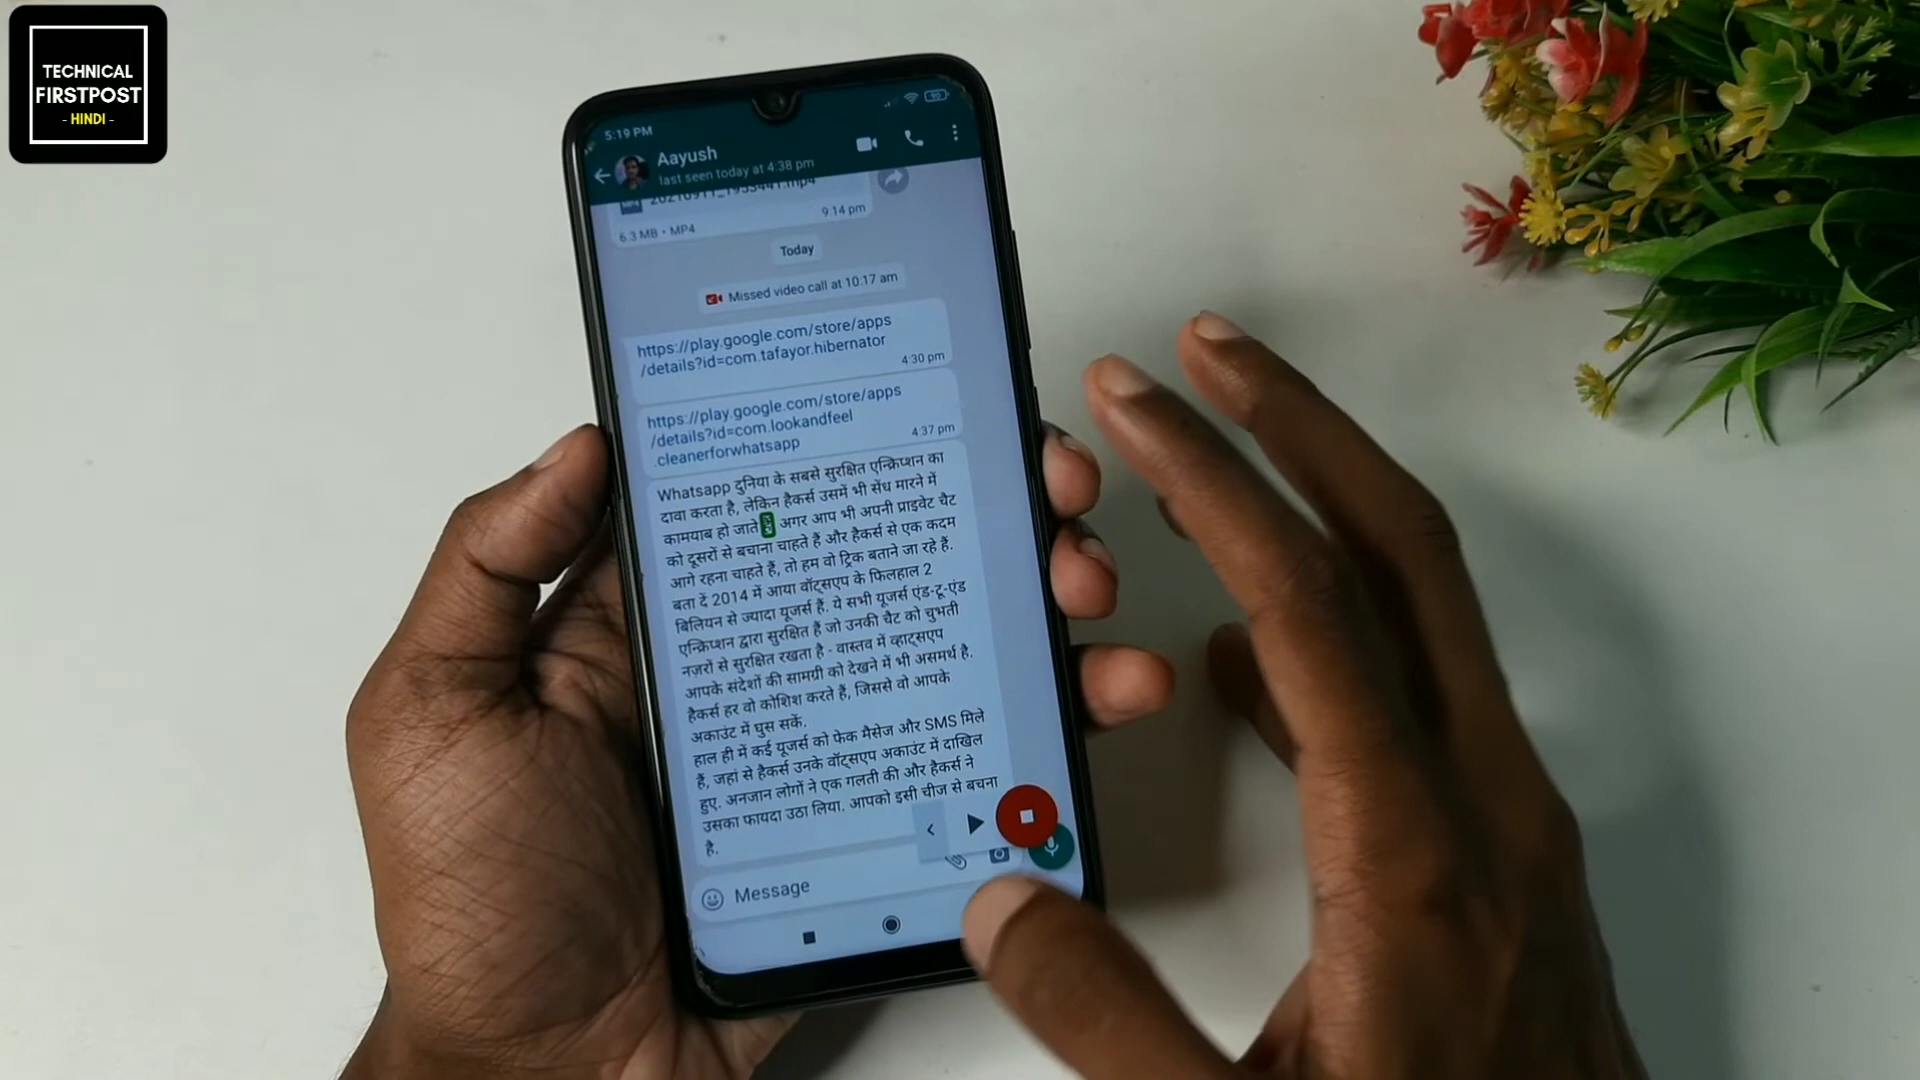 TECHNICAL
FIRSTPOST
- HINDI -
5:19 PM
90
Aayush
last seen today at 4:38 pm
9:14 pm
6.3 MB • MP4
Today
Missed video call at 10:17 am
https://play.google.com/store/apps
/details?id=com.tafayor.hibernator
4:30 pm
https://play.google.com/store/apps
/details?id=com.lookandfeel
.cleanerforwhatsapp
4:37 pm
Whatsapp दुनिया के सबसे सुरक्षित एन्क्रिप्शन का
दावा करता है, लेकिन हैकर्स उसमें भी सेंध मारने में
कामयाब हो जाते अगर आप भी अपनी प्राइवेट चैट
को दूसरों से बचाना चाहते हैं और हैकर्स से एक कदम
आगे रहना चाहते हैं, तो हम वो ट्रिक बताने जा रहे हैं.
बता दें 2014 में आया वॉट्सएप के फिलहाल 2
बिलियन से ज्यादा यूजर्स हैं. ये सभी यूजर्स एंड-टू-एंड
एन्क्रिप्शन द्वारा सुरक्षित हैं जो उनकी चैट को चुभती
नज़रों से सुरक्षित रखता है - वास्तव में व्हाट्सएप
आपके संदेशों की सामग्री को देखने में भी असमर्थ है.
हैकर्स हर वो कोशिश करते हैं, जिससे वो आपके
अकाउंट में घुस सकें.
हाल ही में कई यूजर्स को फेक मैसेज और SMS मिले
हैं, जहां से हैकर्स उनके वॉट्सएप अकाउंट में दाखिल
हुए. अनजान लोगों ने एक गलती की और हैकर्स ने
उसका फायदा उठा लिया. आपको इसी चीज से बचना
है.
Message